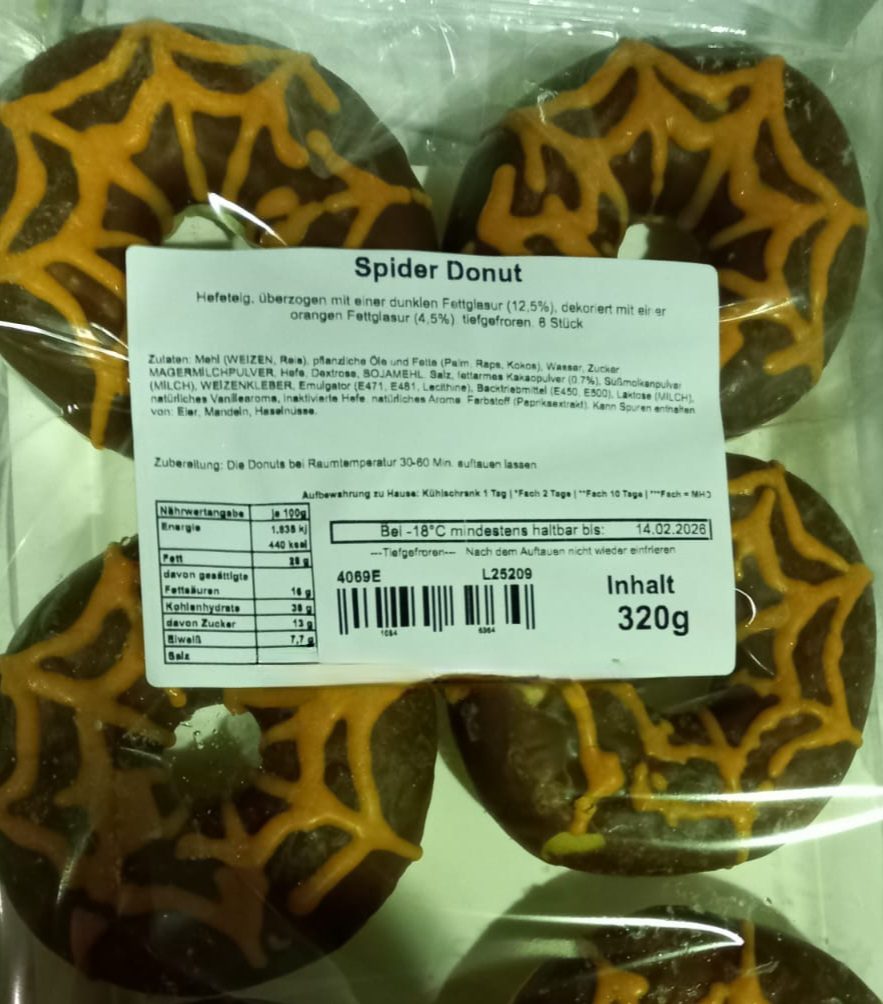 Spider Donut
Hefeteig, überzogen mit einer dunklen Fettglasur (12,5%), dekoriert mit einer
orangen Fettglasur (4,5%) tiefgefroren. 6 Stück
Zutaten: Mehl (WEIZEN, Reis), pflanzliche Öle und Fette (Palm, Raps, Kokos), Wasser, Zucker
MAGERMILCHPULVER, Hefe, Dextrose, SOJAMEHL Salz, fettarmes Kakaopulver (0,7%), Süßmolkenpulver
(MILCH), WEIZENKLEBER, Emulgator (E471, E481, Lecithine), Backtriebmittel (E450, E500), Laktose (MILCH),
natürliches Vanillearoma, inaktivierte Hefe, natürliches Aroma Farbstoff (Paprikaextrakt). Kann Spuren enthalten
von: Eier, Mandeln, Haselnüsse.
Zubereitung: Die Donuts bei Raumtemperatur 30-60 Min. auftauen lassen
Aufbewahrung zu Hause: Kühlschrank 1 Tag | *Fach 2 Tage | **Fach 10 Tage | ***Fach = MHD
Nährwertangabe je 100g
Energie 1.838 kj
440 kcal
Fett
davon gesättigte
Fettsäuren 16 g
Kohlenhydrate 38 g
davon Zucker 13 g
Eiweiß 7,7 g
Salz
Bei -18°C mindestens haltbar bis: 14.02.2026
---Tiefgefroren--- Nach dem Auftauen nicht wieder einfrieren
4069E L25209
Inhalt
320g